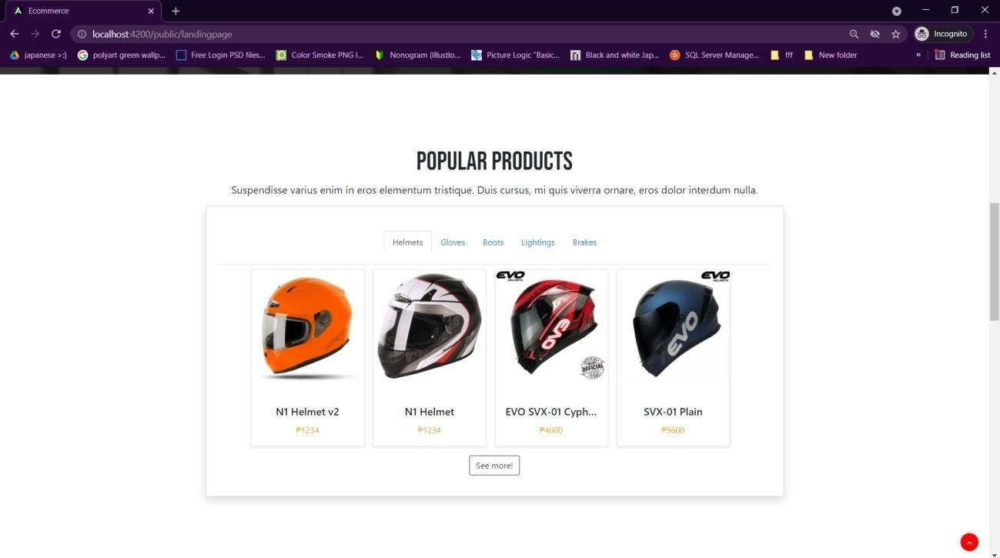 Ecommerce
localhost:4200/public/landingpage
Incognito
japanese >:)
polyart green wallp...
Free Login PSD files...
Color Smoke PNG I...
Nonogram (Illustlo...
Picture Logic "Basic...
Black and white Jap...
SQL Server Manage...
fff
New folder
»
Reading list
POPULAR PRODUCTS
Suspendisse varius enim in eros elementum tristique. Duis cursus, mi quis viverra ornare, eros dolor interdum nulla.
Helmets
Gloves
Boots
Lightings
Brakes
EVO
EVO
EVO
OFFICIAL
EVO
N1 Helmet v2
N1 Helmet
EVO SVX-01 Cyph...
SVX-01 Plain
₱1234
₱1234
₱4000
₱5600
See more!